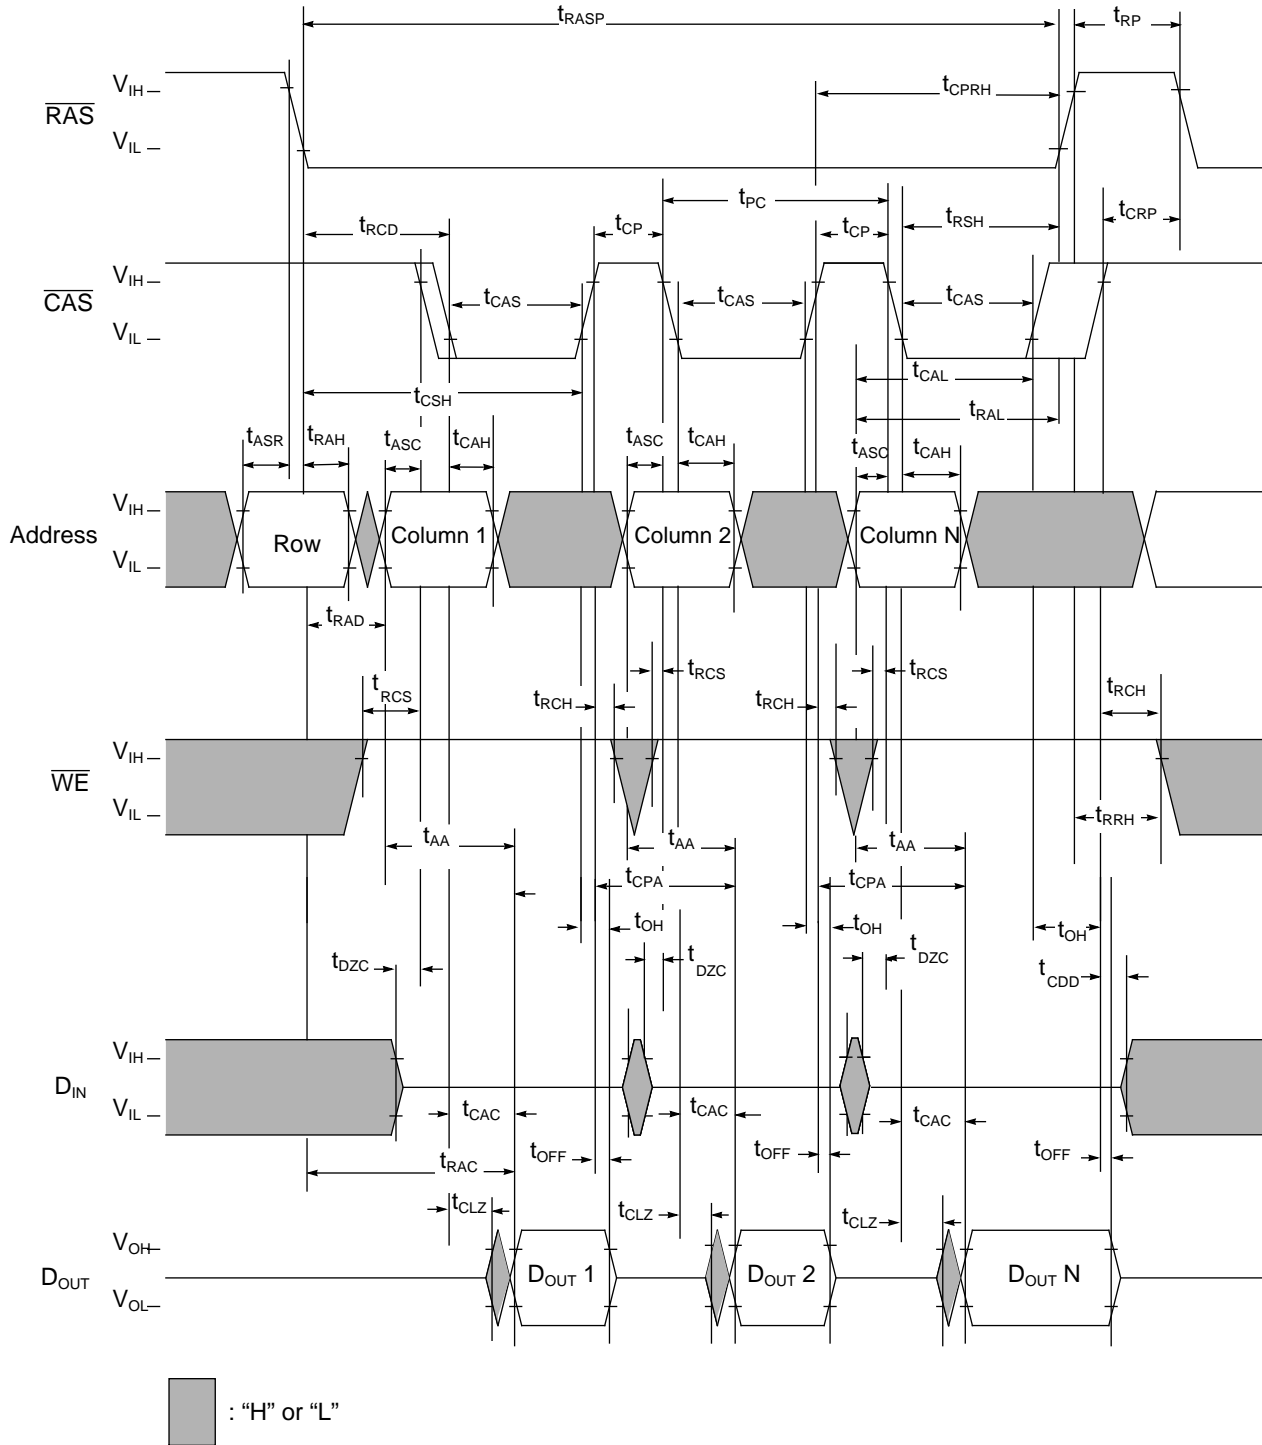 tRASP
tRP
VIH
tCPRH
RAS
VIL
tPC
tRCD
tCP
tCP
tRSH
tCRP
VIH
CAS
tCAS
tCAS
tCAS
VIL
tCAL
tCSH
tRAL
tASR
tRAH
tASC
tCAH
tASC
tCAH
tASC
tCAH
VIH
Address
Row
Column 1
Column 2
Column N
VIL
tRAD
tRCS
tRCS
tRCS
tRCH
tRCH
tRCH
VIH
WE
VIL
tRRH
tAA
tAA
tAA
tCPA
tCPA
tOH
tOH
tOH
tDZC
tDZC
tDZC
tCDD
VIH
DIN
VIL
tCAC
tCAC
tCAC
tOFF
tOFF
tOFF
tRAC
tCLZ
tCLZ
tCLZ
VOH
DOUT
DOUT 1
DOUT 2
DOUT N
VOL
: “H” or “L”